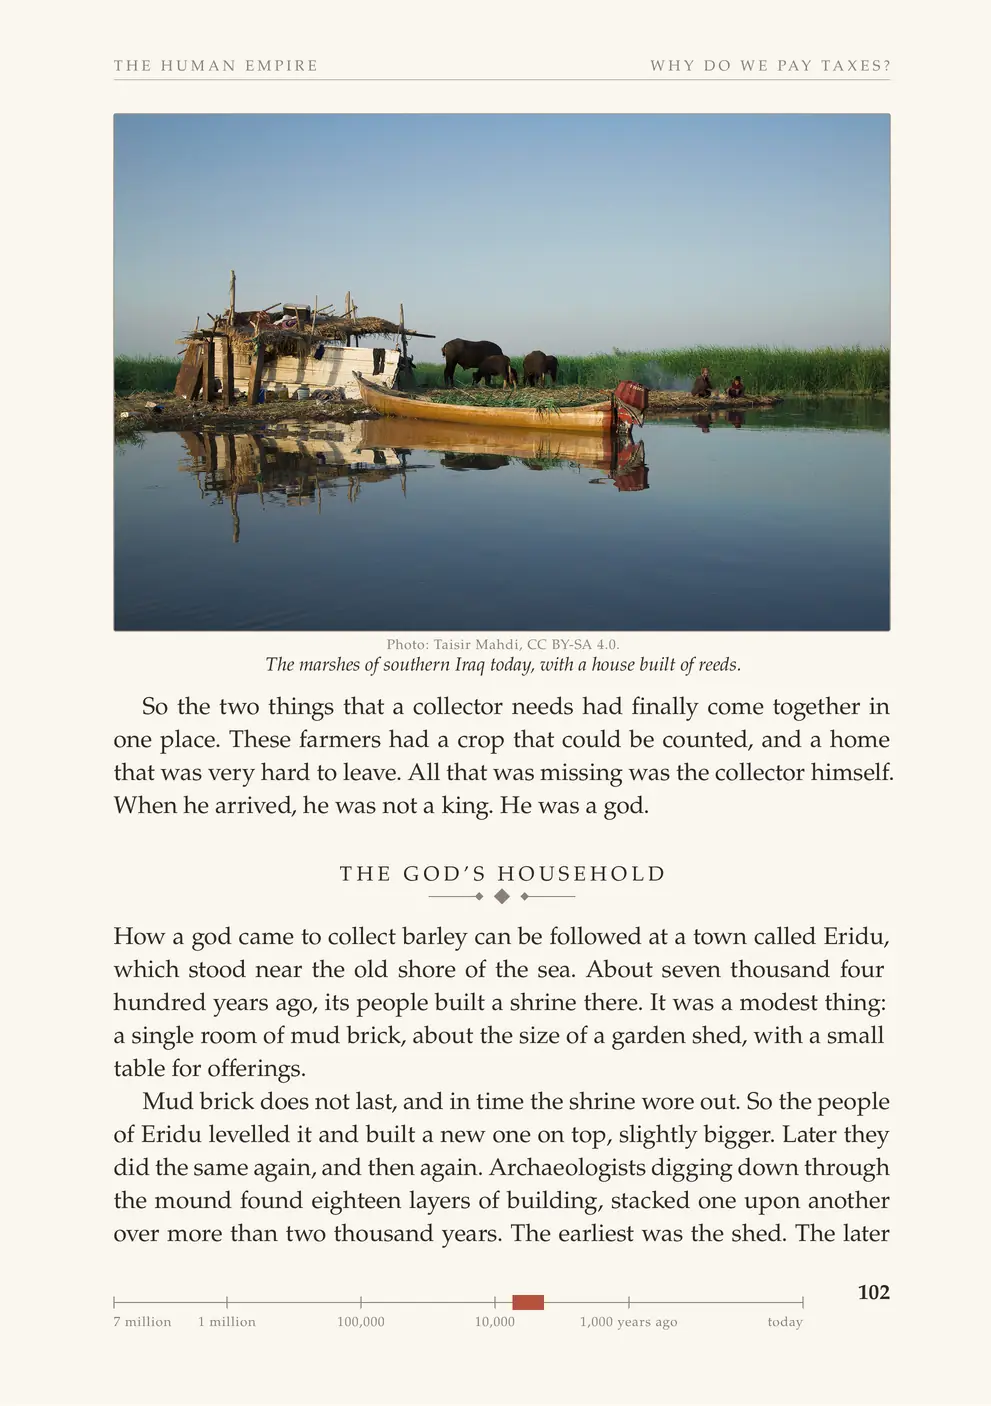 THE HUMAN EMPIRE
WHY DO WE PAY TAXES?
Photo: Taisir Mahdi, CC BY-SA 4.0.
The marshes of southern Iraq today, with a house built of reeds.
So the two things that a collector needs had finally come together in
one place. These farmers had a crop that could be counted, and a home
that was very hard to leave. All that was missing was the collector himself.
When he arrived, he was not a king. He was a god.
THE GOD’S HOUSEHOLD
How a god came to collect barley can be followed at a town called Eridu,
which stood near the old shore of the sea. About seven thousand four
hundred years ago, its people built a shrine there. It was a modest thing:
a single room of mud brick, about the size of a garden shed, with a small
table for offerings.
Mud brick does not last, and in time the shrine wore out. So the people
of Eridu levelled it and built a new one on top, slightly bigger. Later they
did the same again, and then again. Archaeologists digging down through
the mound found eighteen layers of building, stacked one upon another
over more than two thousand years. The earliest was the shed. The later
102
7 million 1 million 100,000 10,000 1,000 years ago today